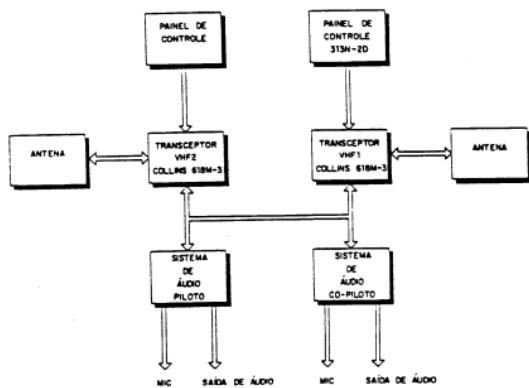 PAINEL DE
CONTROLE
PAINEL DE
CONTROLE
313N-2D
ANTENA
TRANSCEPTOR
VHF2
COLLINS 618M-3
TRANSCEPTOR
VHF1
COLLINS 618M-3
ANTENA
SISTEMA
DE
ÁUDIO
PILOTO
SISTEMA
DE
ÁUDIO
CO-PILOTO
MIC
SAÍDA DE ÁUDIO
MIC
SAÍDA DE ÁUDIO